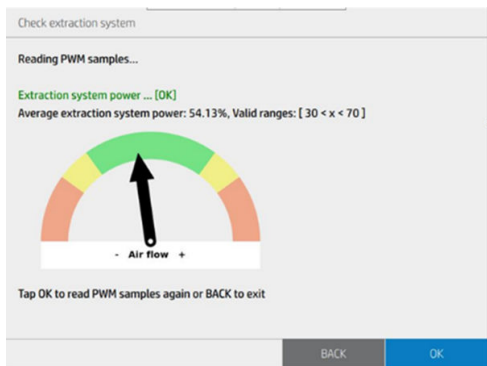 Check extraction system
Reading PWM samples...
Extraction system power ... [OK]
Average extraction system power: 54.13%, Valid ranges: [ 30 < x < 70 ]
- Air flow +
Tap OK to read PWM samples again or BACK to exit
BACK OK